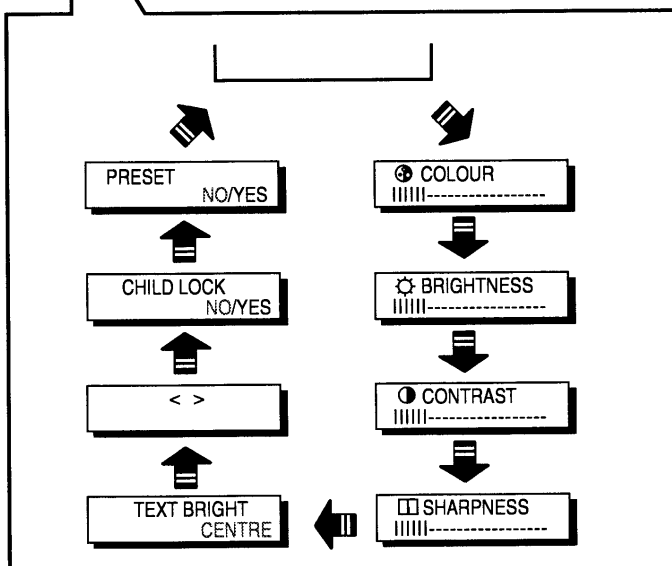 PRESET
NO/YES
COLOUR
||||||-----------------
CHILD LOCK
NO/YES
BRIGHTNESS
||||||-----------------
< >
CONTRAST
||||||-----------------
TEXT BRIGHT
CENTRE
SHARPNESS
||||||-----------------